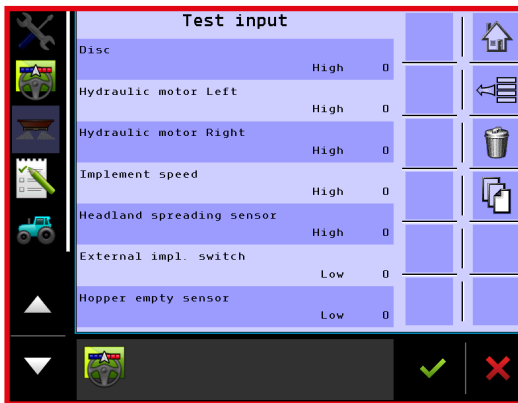 Test input
Disc
High 0
Hydraulic motor Left
High 0
Hydraulic motor Right
High 0
Implement speed
High 0
Headland spreading sensor
High 0
External impl. switch
Low 0
Hopper empty sensor
Low 0